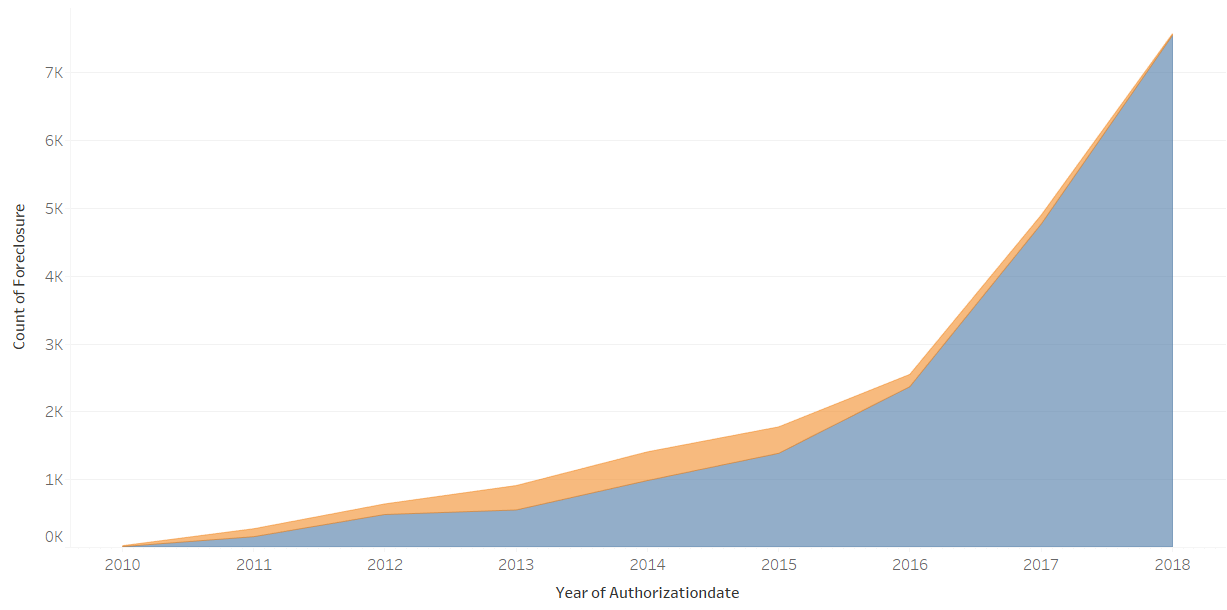 Count of Foreclosure
7K
6K
5K
4K
3K
2K
1K
0K
2010 2011 2012 2013 2014 2015 2016 2017 2018
Year of Authorizationdate